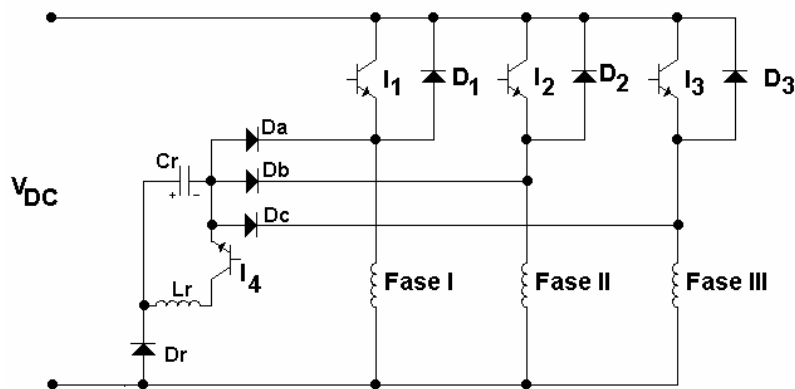 I1 D1 I2 D2 I3 D3
Da
Cr Db
+ -
VDC
Dc
I4
Lr Fase I Fase II Fase III
Dr